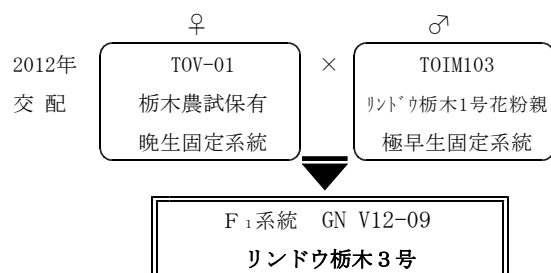 ♀ ♂
2012年 TOV-01 × TOIM103
交 配 栃木農試保有 ﾘﾝﾄﾞｳ栃木1号花粉親
晩生固定系統 極早生固定系統
F₁系統 GN V12-09
リンドウ栃木３号